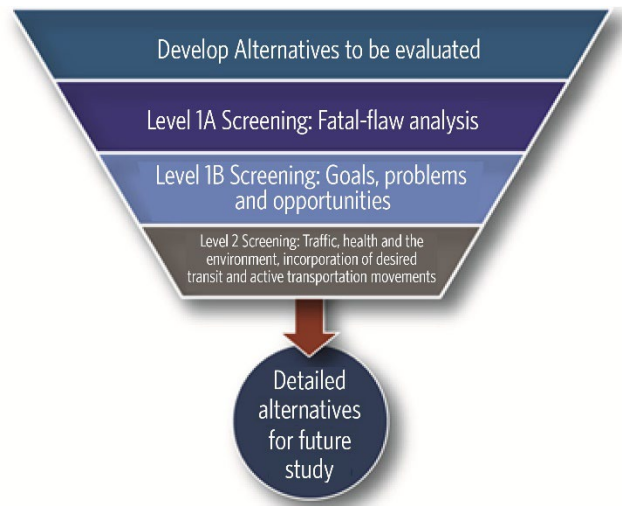 Develop Alternatives to be evaluated
Level 1A Screening: Fatal-flaw analysis
Level 1B Screening: Goals, problems
and opportunities
Level 2 Screening: Traffic, health and the
environment, incorporation of desired
transit and active transportation movements
Detailed
alternatives
for future
study